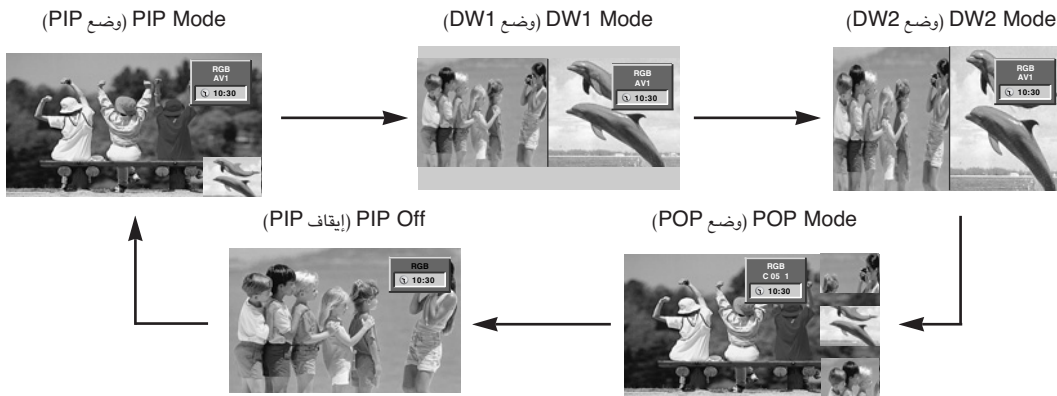 PIP Mode (وضع PIP)
DW1 Mode (وضع DW1)
DW2 Mode (وضع DW2)
RGB
AV1
10:30
RGB
AV1
10:30
RGB
AV1
10:30
PIP Off (إيقاف PIP)
POP Mode (وضع POP)
RGB
10:30
RGB
C 05 1
10:30